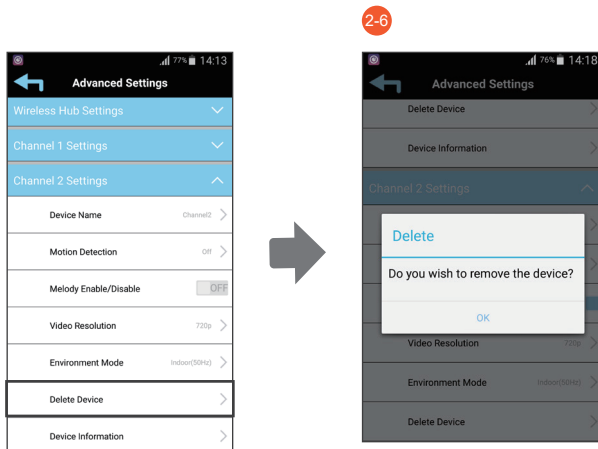 2-6
77% 14:13
Advanced Settings
Wireless Hub Settings
Channel 1 Settings
Channel 2 Settings
Device Name Channel2
Motion Detection Off
Melody Enable/Disable OFF
Video Resolution 720p
Environment Mode Indoor(50Hz)
Delete Device
Device Information
76% 14:18
Advanced Settings
Delete Device
Device Information
Channel 2 Settings
Delete
Do you wish to remove the device?
OK
Video Resolution 720p
Environment Mode Indoor(50Hz)
Delete Device